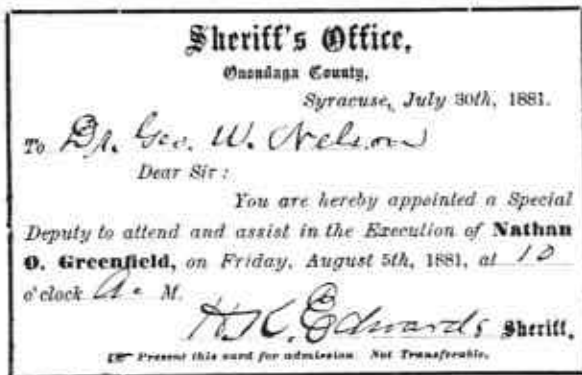 Sheriff's Office,
Onondaga County,
Syracuse, July 30th, 1881.
To Dr. Geo. W. Nelson
Dear Sir:
You are hereby appointed a Special
Deputy to attend and assist in the Execution of Nathan
O. Greenfield, on Friday, August 5th, 1881, at 10
o'clock A. M.
H. K. Edwards Sheriff.
☞ Present this card for admission. Not Transferable.